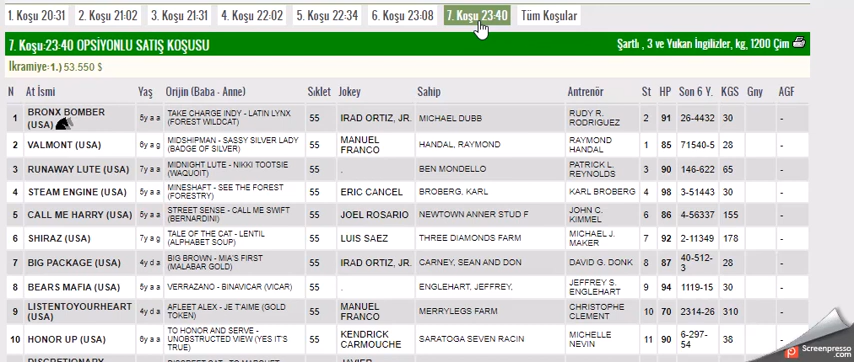 1. Koşu 20:31 2. Koşu 21:02 3. Koşu 21:31 4. Koşu 22:02 5. Koşu 22:34 6. Koşu 23:08 7. Koşu 23:40 Tüm Koşular
7. Koşu:23:40 OPSİYONLU SATIŞ KOŞUSU Şartlı , 3 ve Yukarı İngilizler, kg, 1200 Çim
İkramiye-1.) 53.550 $
N At İsmi Yaş Orijin (Baba - Anne) Sıklet Jokey Sahip Antrenör St HP Son 6 Y. KGS Gny AGF
1 BRONX BOMBER (USA) 5y a a TAKE CHARGE INDY - LATIN LYNX (FOREST WILDCAT) 55 IRAD ORTIZ, JR. MICHAEL DUBB RUDY R. RODRIGUEZ 2 91 26-4432 30 -
2 VALMONT (USA) 6y a g MIDSHIPMAN - SASSY SILVER LADY (BADGE OF SILVER) 55 MANUEL FRANCO HANDAL, RAYMOND RAYMOND HANDAL 1 85 71540-5 28 -
3 RUNAWAY LUTE (USA) 7y a a MIDNIGHT LUTE - NIKKI TOOTSIE (WAQUOIT) 55 . BEN MONDELLO PATRICK L. REYNOLDS 3 90 146-622 65 -
4 STEAM ENGINE (USA) 5y a a MINESHAFT - SEE THE FOREST (FORESTRY) 55 ERIC CANCEL BROBERG, KARL KARL BROBERG 4 98 3-51443 30 -
5 CALL ME HARRY (USA) 5y a a STREET SENSE - CALL ME SWIFT (BERNARDINI) 55 JOEL ROSARIO NEWTOWN ANNER STUD F JOHN C. KIMMEL 6 86 4-56337 155 -
6 SHIRAZ (USA) 7y a g TALE OF THE CAT - LENTIL (ALPHABET SOUP) 55 LUIS SAEZ THREE DIAMONDS FARM MICHAEL J. MAKER 7 92 2-11349 178 -
7 BIG PACKAGE (USA) 4y d a BIG BROWN - MIA'S FIRST (MALABAR GOLD) 55 IRAD ORTIZ, JR. CARNEY, SEAN AND DON DAVID G. DONK 8 87 40-512-3 28 -
8 BEARS MAFIA (USA) 5y a a VERRAZANO - BINAVICAR (VICAR) 55 . ENGLEHART, JEFFREY, JEFFREY S. ENGLEHART 9 94 1119-15 30 -
9 LISTENTOYOURHEART (USA) 4y d a AFLEET ALEX - JE T'AIME (GOLD TOKEN) 55 MANUEL FRANCO MERRYLEGS FARM CHRISTOPHE CLEMENT 10 70 2314-26 310 -
10 HONOR UP (USA) 6y a a TO HONOR AND SERVE - UNOBSTRUCTED VIEW (YES IT'S TRUE) 55 KENDRICK CARMOUCHE SARATOGA SEVEN RACIN MICHELLE NEVIN 11 90 6-297-54 38 -
Screenpresso
.com